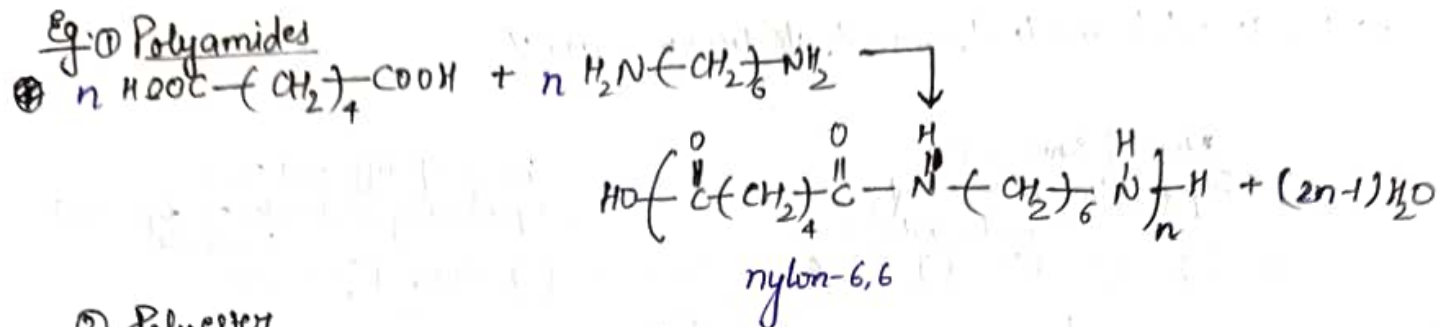 Eg:① Polyamides
n HOOC-(CH₂)₄-COOH + n H₂N-(CH₂)₆-NH₂ →
HO-[C(=O)-(CH₂)₄-C(=O)-N(H)-(CH₂)₆-N(H)]ₙ-H + (2n-1)H₂O
nylon-6,6
② Polyester